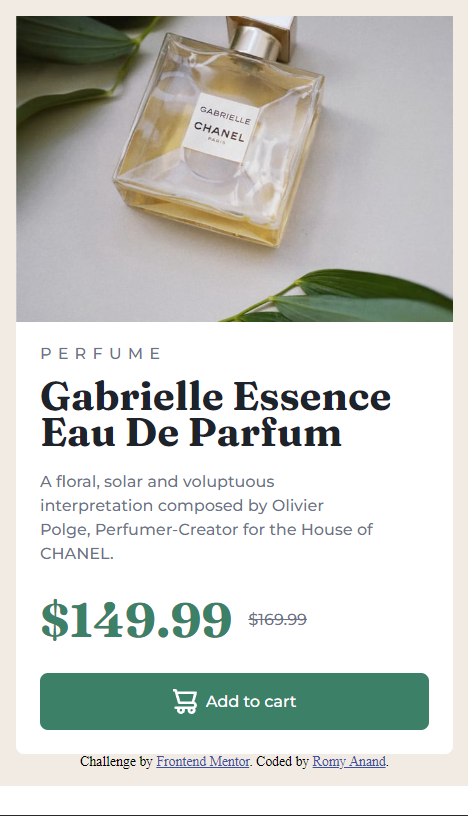 GABRIELLE
CHANEL
PARIS
PERFUME
Gabrielle Essence
Eau De Parfum
A floral, solar and voluptuous
interpretation composed by Olivier
Polge, Perfumer-Creator for the House of
CHANEL.
$149.99 $169.99
Add to cart
Challenge by Frontend Mentor. Coded by Romy Anand.